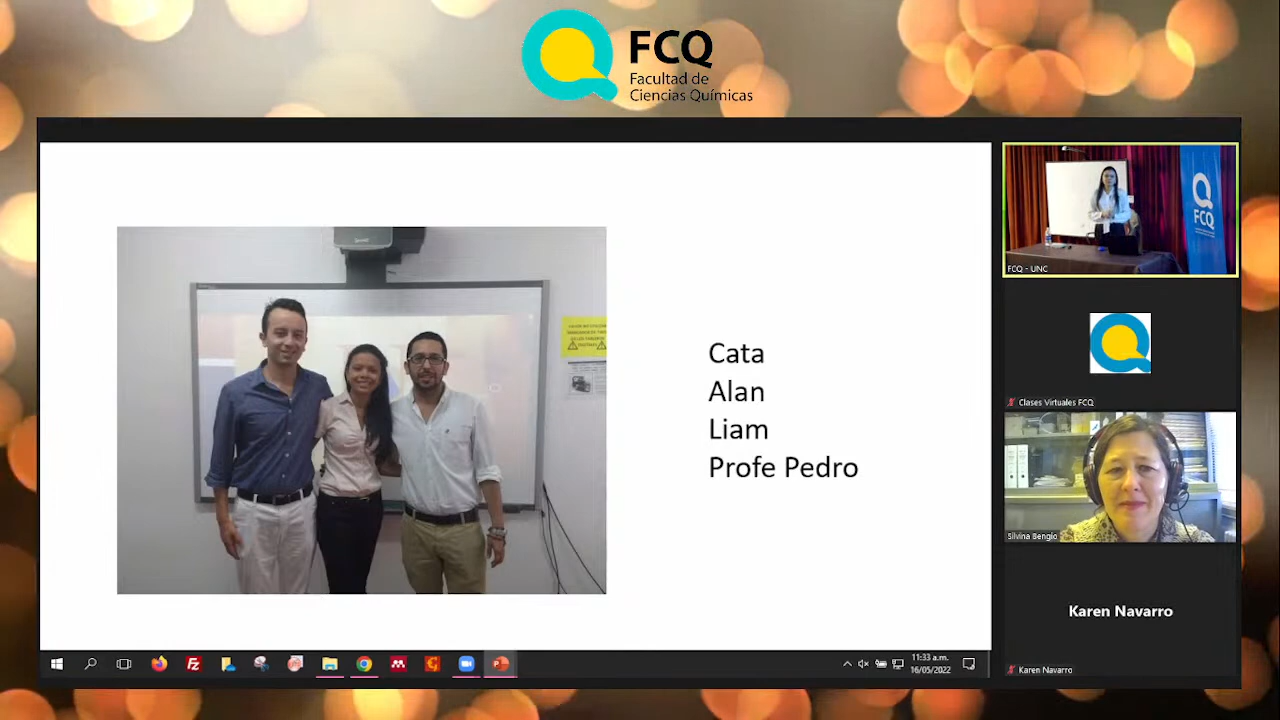 FCQ
Facultad de
Ciencias Químicas
Cata
Alan
Liam
Profe Pedro
FCQ
FCQ - UNC
Clases Virtuales FCQ
Silvina Bengio
Karen Navarro
Karen Navarro
11:33 a.m.
16/05/2022